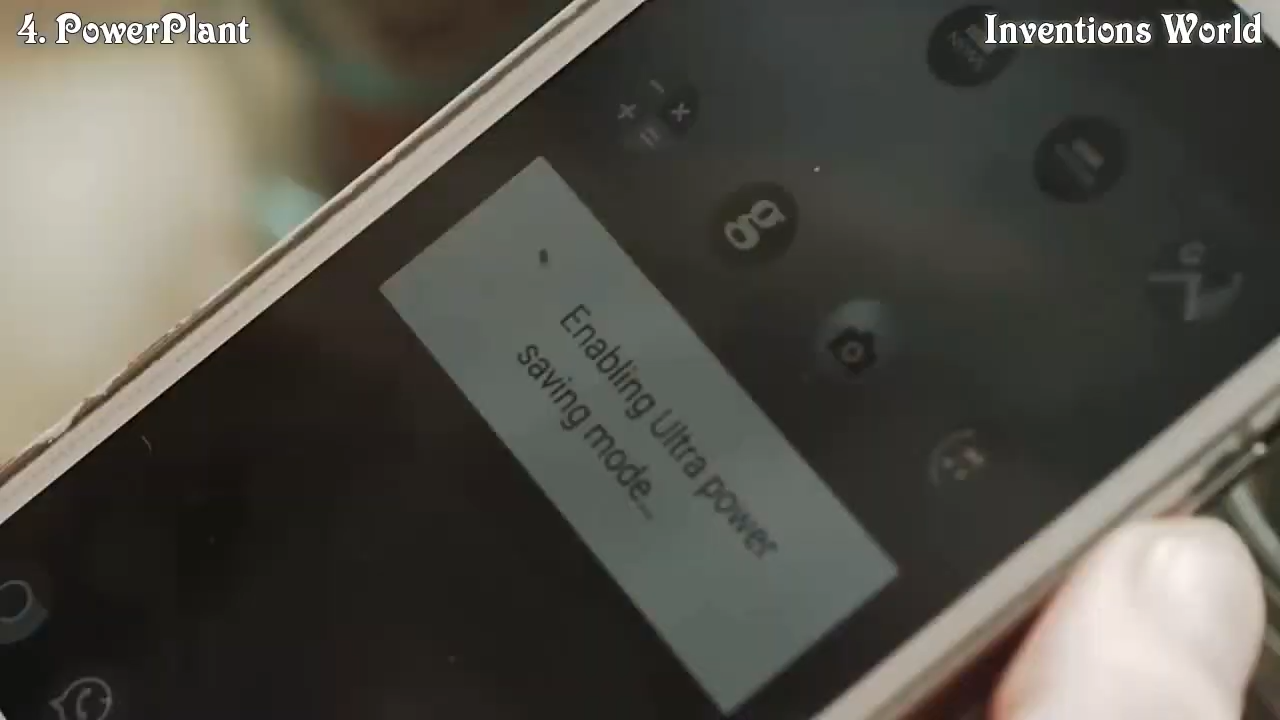 4. PowerPlant
Inventions World
g
Enabling Ultra power
saving mode...